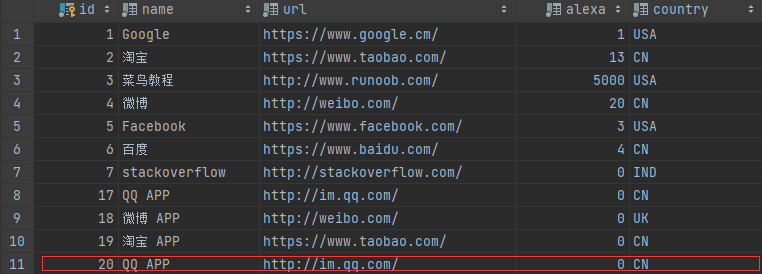 id name url alexa country
1 1 Google https://www.google.cm/ 1 USA
2 2 淘宝 https://www.taobao.com/ 13 CN
3 3 菜鸟教程 http://www.runoob.com/ 5000 USA
4 4 微博 http://weibo.com/ 20 CN
5 5 Facebook https://www.facebook.com/ 3 USA
6 6 百度 https://www.baidu.com/ 4 CN
7 7 stackoverflow http://stackoverflow.com/ 0 IND
8 17 QQ APP http://im.qq.com/ 0 CN
9 18 微博 APP http://weibo.com/ 0 UK
10 19 淘宝 APP https://www.taobao.com/ 0 CN
11 20 QQ APP http://im.qq.com/ 0 CN